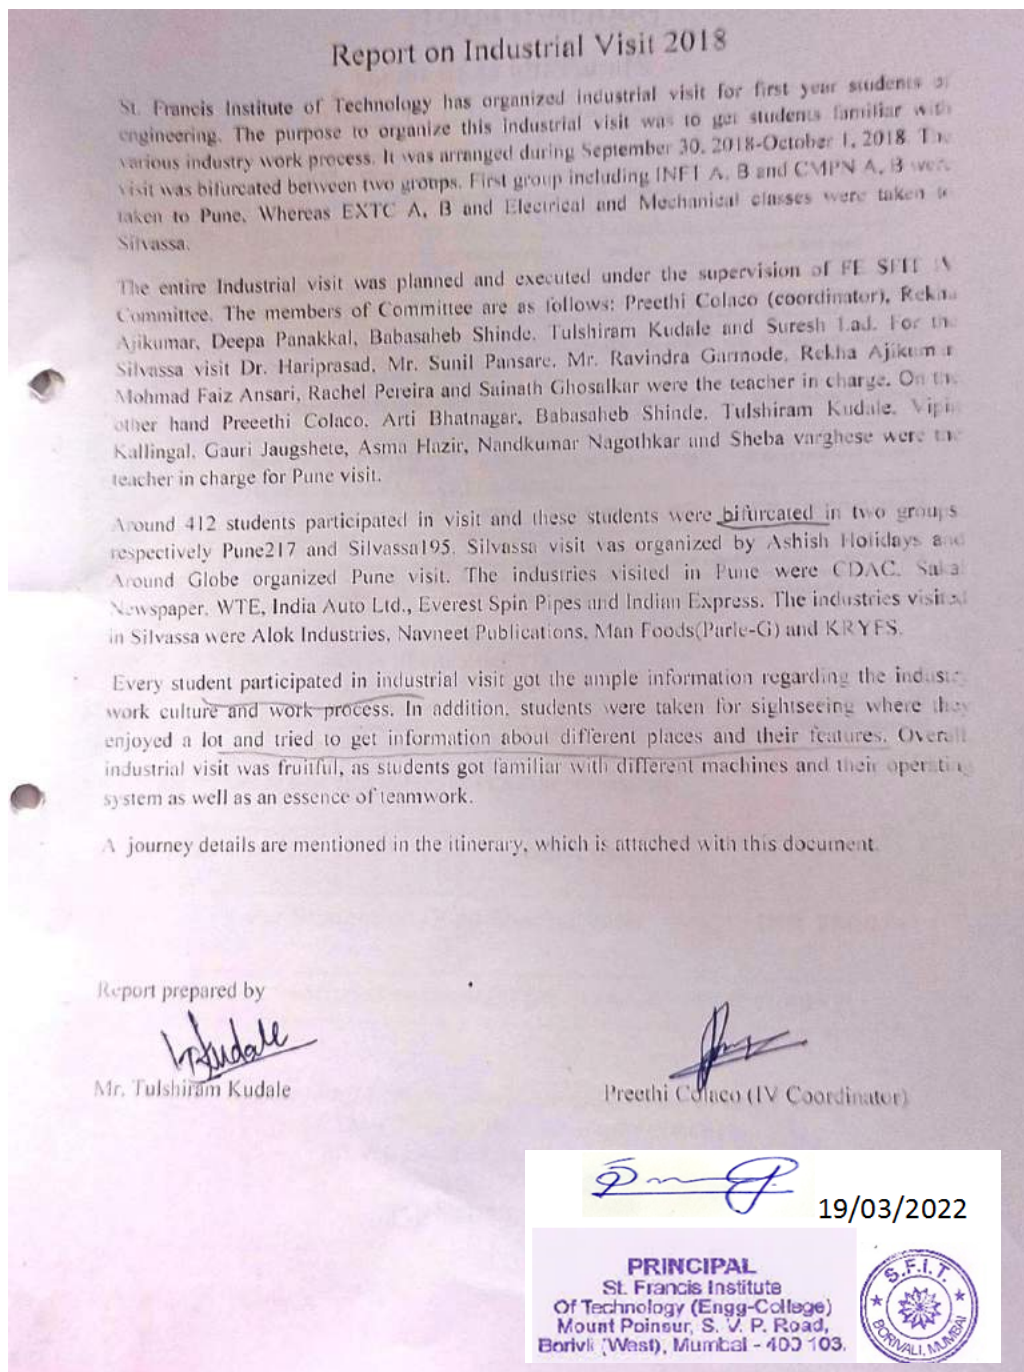 Report on Industrial Visit 2018
St. Francis Institute of Technology has organized industrial visit for first year students of
engineering. The purpose to organize this industrial visit was to get students familiar with
various industry work process. It was arranged during September 30, 2018-October 1, 2018. The
visit was bifurcated between two groups. First group including INFT A, B and CMPN A, B were
taken to Pune. Whereas EXTC A, B and Electrical and Mechanical classes were taken to
Silvassa.
The entire Industrial visit was planned and executed under the supervision of FE SFIT IV
Committee. The members of Committee are as follows: Preethi Colaco (coordinator), Rekha
Ajikumar, Deepa Panakkal, Babasaheb Shinde, Tulshiram Kudale and Suresh Lad. For the
Silvassa visit Dr. Hariprasad, Mr. Sunil Pansare, Mr. Ravindra Garmode, Rekha Ajikumar
Mohmad Faiz Ansari, Rachel Pereira and Sainath Ghosalkar were the teacher in charge. On the
other hand Preeethi Colaco, Arti Bhatnagar, Babasaheb Shinde, Tulshiram Kudale, Vipin
Kallingal, Gauri Jaugshete, Asma Hazir, Nandkumar Nagothkar and Sheba varghese were the
teacher in charge for Pune visit.
Around 412 students participated in visit and these students were bifurcated in two groups
respectively Pune217 and Silvassa195. Silvassa visit vas organized by Ashish Holidays and
Around Globe organized Pune visit. The industries visited in Pune were CDAC, Sakal
Newspaper, WTE, India Auto Ltd., Everest Spin Pipes and Indian Express. The industries visited
in Silvassa were Alok Industries, Navneet Publications, Man Foods(Parle-G) and KRYFS.
Every student participated in industrial visit got the ample information regarding the industry
work culture and work process. In addition, students were taken for sightseeing where they
enjoyed a lot and tried to get information about different places and their features. Overall
industrial visit was fruitful, as students got familiar with different machines and their operating
system as well as an essence of teamwork.
A journey details are mentioned in the itinerary, which is attached with this document.
Report prepared by
Kudale
Mr. Tulshiram Kudale
Preethi Colaco (IV Coordinator)
19/03/2022
PRINCIPAL
St. Francis Institute
Of Technology (Engg-College)
Mount Poinsur, S. V. P. Road,
Borivli (West), Mumbai - 400 103.
S.F.I.T.
BORIVALI, MUMBAI